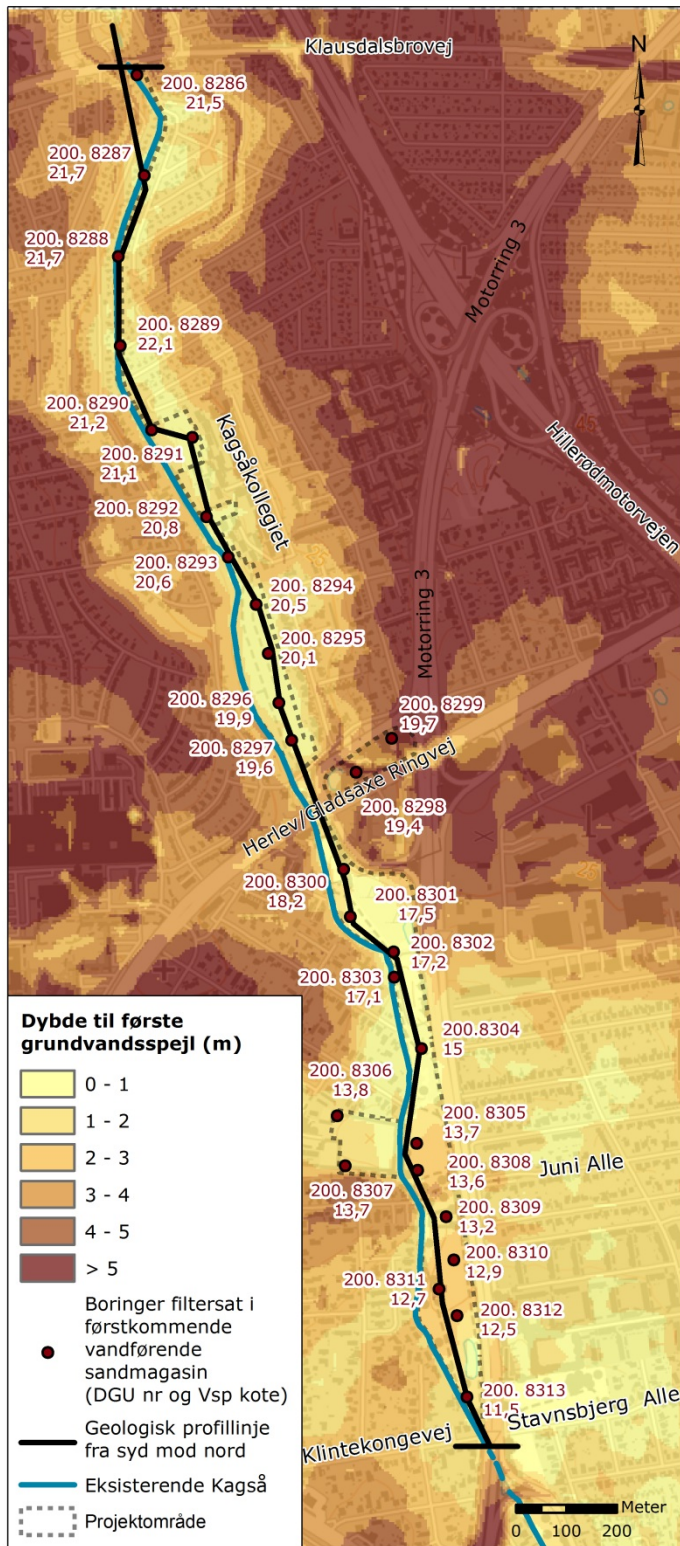 Klausdalsbrovej
N
200. 8286
21,5
200. 8287
21,7
200. 8288
21,7
Motorring 3
200. 8289
22,1
200. 8290
21,2
200. 8291
21,1
Kagsåkollegiet
45
Hillerødmotorvejen
200. 8292
20,8
200. 8293
20,6
200. 8294
20,5
200. 8295
20,1
Motorring 3
200. 8296
19,9
200. 8299
19,7
200. 8297
19,6
Herlev/Gladsaxe Ringvej
200. 8298
19,4
200. 8300
18,2
200. 8301
17,5
200. 8302
17,2
200. 8303
17,1
200.8304
15
200. 8306
13,8
200. 8305
13,7
200. 8308
13,6
Juni Alle
200. 8307
13,7
200. 8309
13,2
200. 8310
12,9
200. 8311
12,7
200. 8312
12,5
200. 8313
11,5
Stavnsbjerg Alle
Klintekongevej
Dybde til første
grundvandsspejl (m)
0 - 1
1 - 2
2 - 3
3 - 4
4 - 5
> 5
Boringer filtersat i
førstkommende
vandførende
sandmagasin
(DGU nr og Vsp kote)
Geologisk profillinje
fra syd mod nord
Eksisterende Kagså
Projektområde
Meter
0 100 200